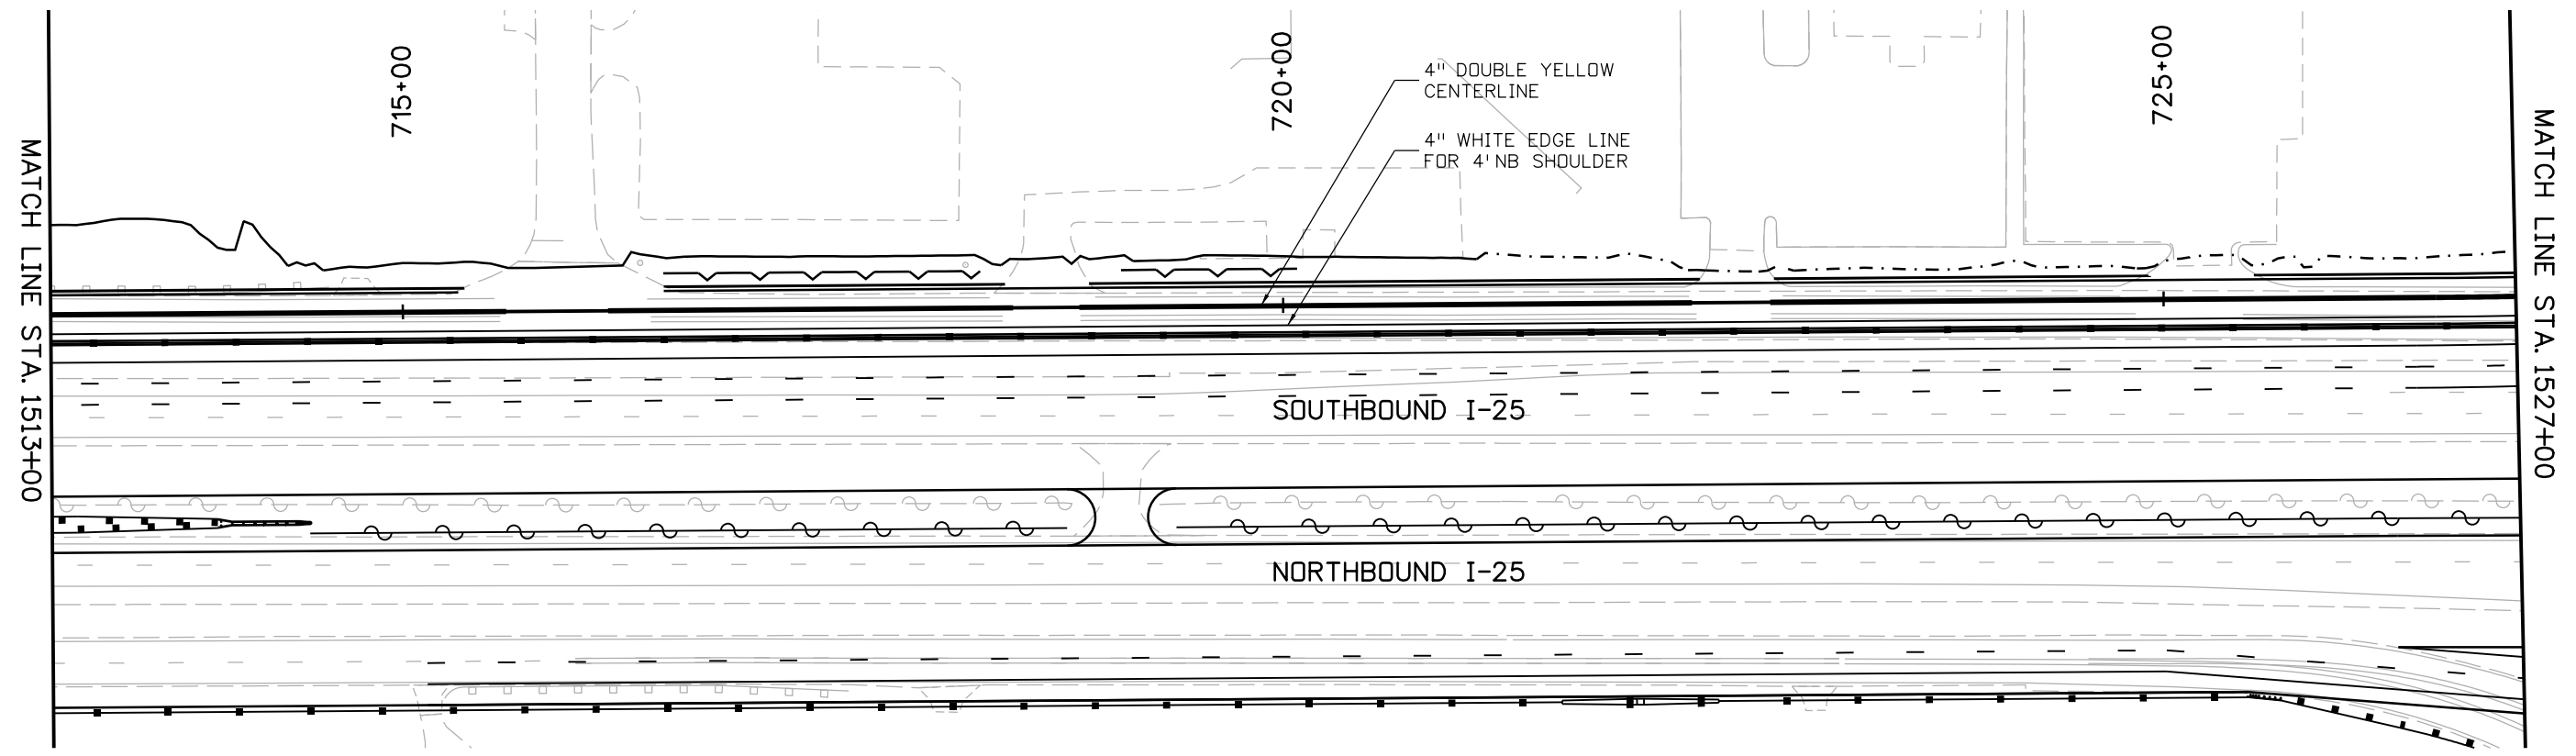 715+00
720+00
725+00
4" DOUBLE YELLOW
CENTERLINE
4" WHITE EDGE LINE
FOR 4' NB SHOULDER
MATCH LINE STA. 1513+00
MATCH LINE STA. 1527+00
SOUTHBOUND I-25
NORTHBOUND I-25